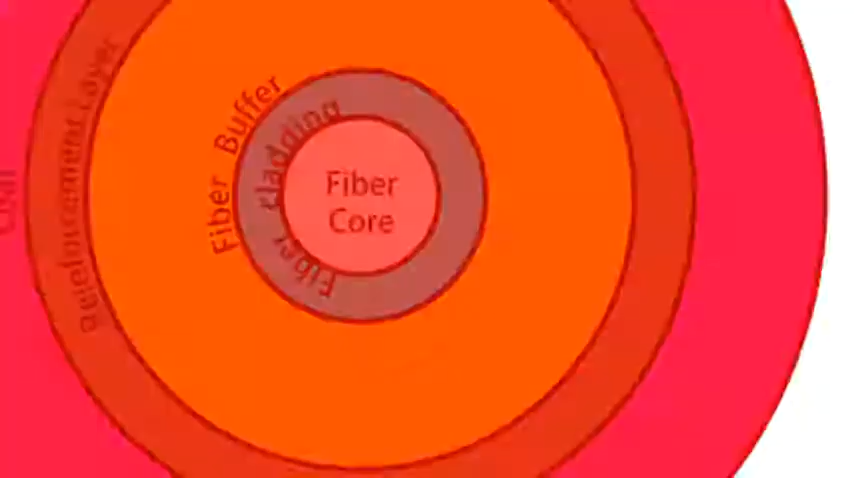 Reinforcement Layer
Fiber Buffer
Fiber cladding
Fiber
Core